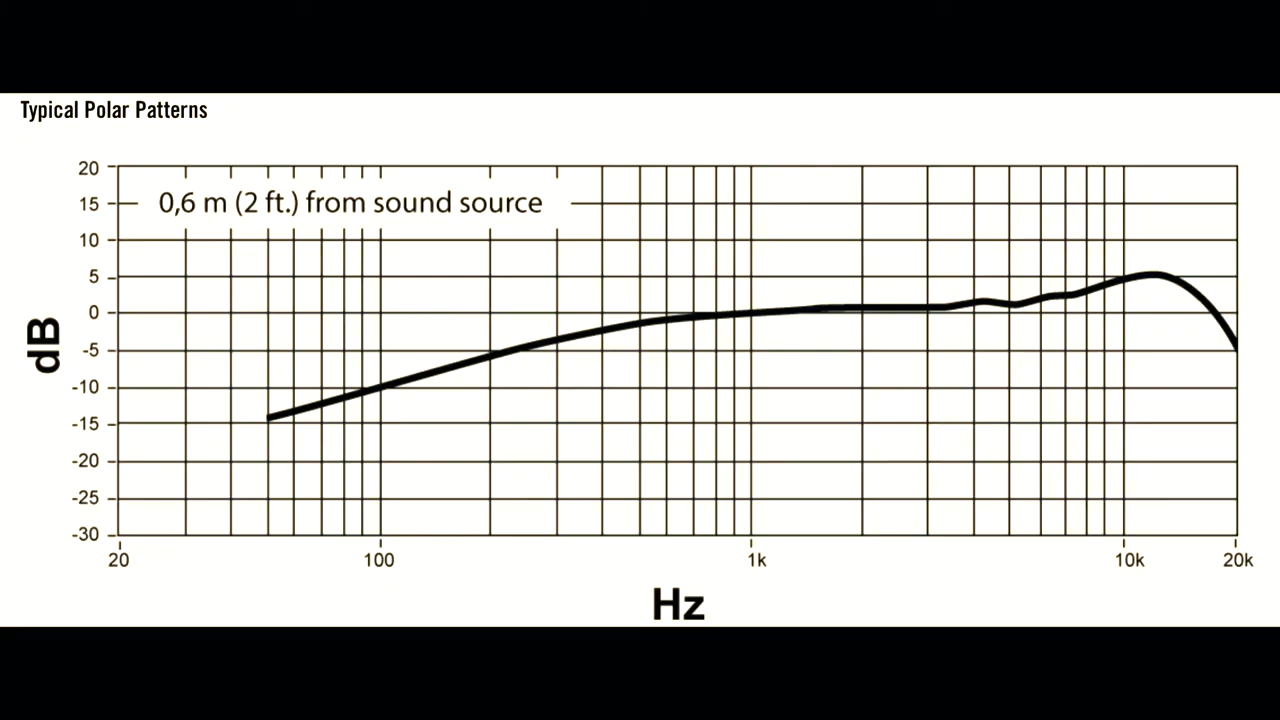 Typical Polar Patterns
20
0,6 m (2 ft.) from sound source
15
10
5
0
-5
-10
-15
-20
-25
-30
dB
20 100 1k 10k 20k
Hz